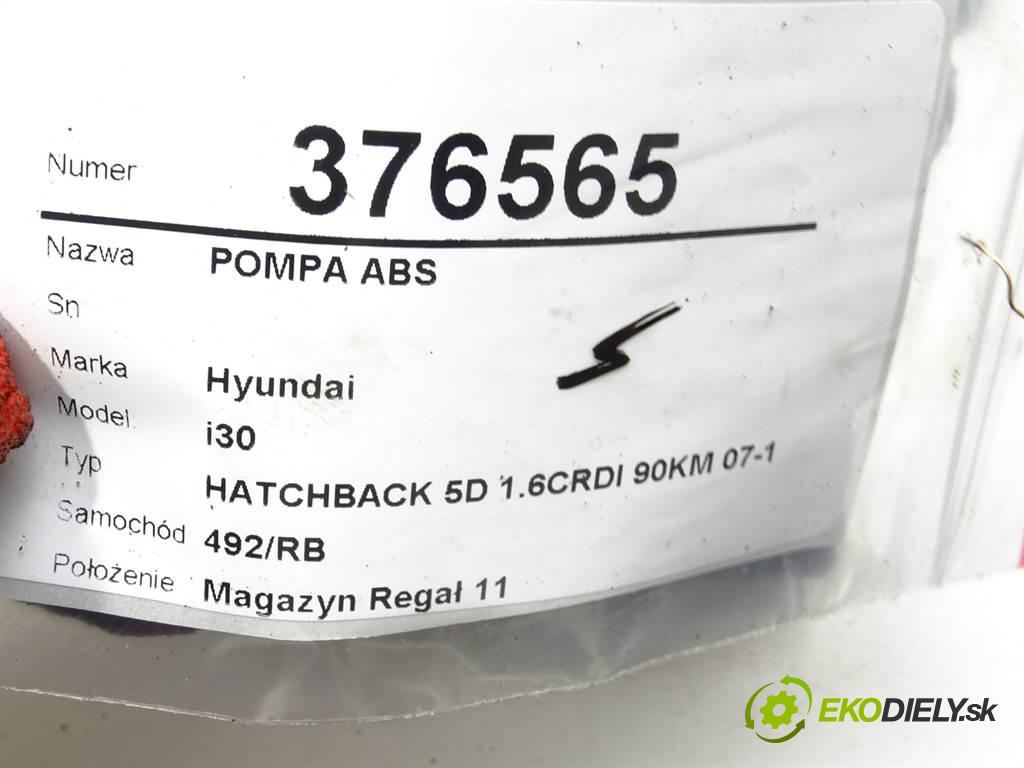 Numer 376565
Nazwa POMPA ABS
Sn
Marka Hyundai
Model i30
Typ HATCHBACK 5D 1.6CRDI 90KM 07-1
Samochód 492/RB
Położenie Magazyn Regał 11
EKODIELY.sk